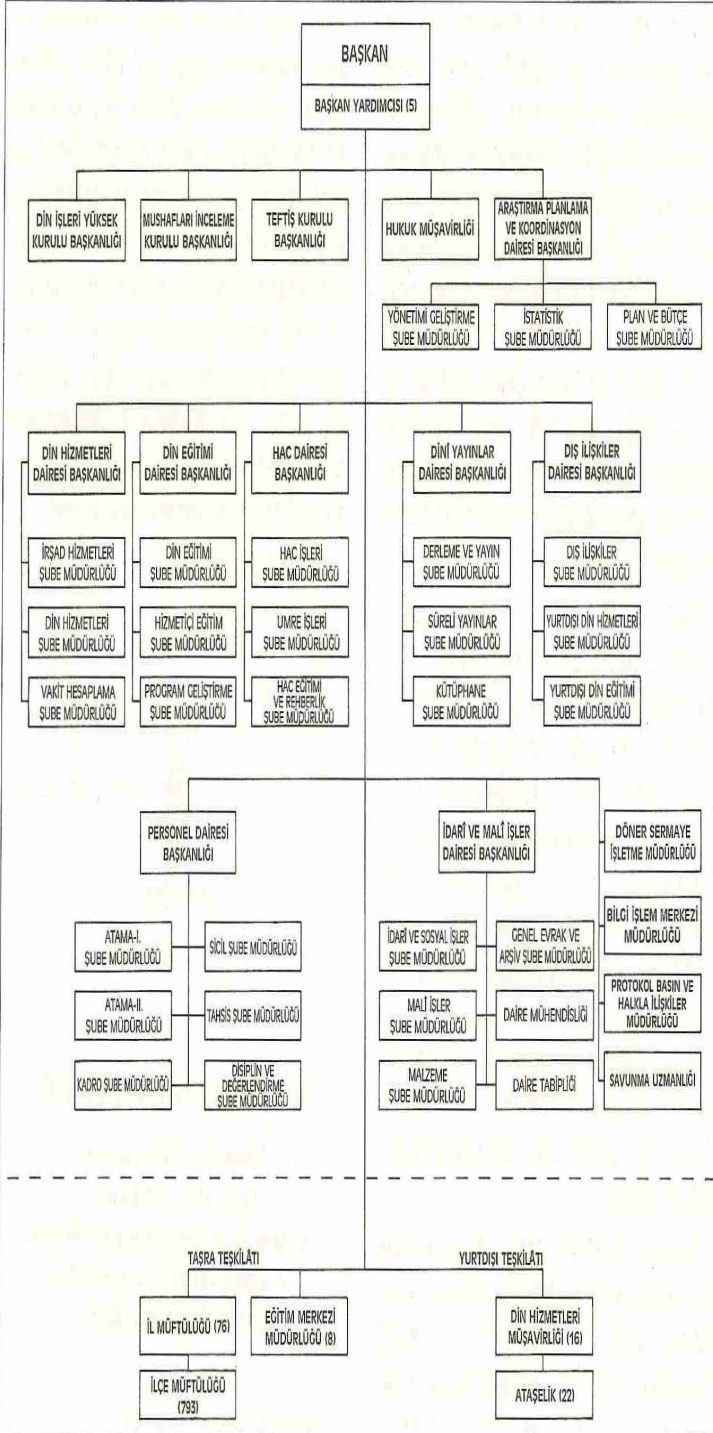 BAŞKAN
BAŞKAN YARDIMCISI (5)
DİN İŞLERİ YÜKSEK
KURULU BAŞKANLIĞI
MUSHAFLARI İNCELEME
KURULU BAŞKANLIĞI
TEFTİŞ KURULU
BAŞKANLIĞI
HUKUK MÜŞAVİRLİĞİ
ARAŞTIRMA PLANLAMA
VE KOORDİNASYON
DAİRESİ BAŞKANLIĞI
YÖNETİMİ GELİŞTİRME
ŞUBE MÜDÜRLÜĞÜ
İSTATİSTİK
ŞUBE MÜDÜRLÜĞÜ
PLAN VE BÜTÇE
ŞUBE MÜDÜRLÜĞÜ
DİN HİZMETLERİ
DAİRESİ BAŞKANLIĞI
DİN EĞİTİMİ
DAİRESİ BAŞKANLIĞI
HAC DAİRESİ
BAŞKANLIĞI
DİNÎ YAYINLAR
DAİRESİ BAŞKANLIĞI
DIŞ İLİŞKİLER
DAİRESİ BAŞKANLIĞI
İRŞAD HİZMETLERİ
ŞUBE MÜDÜRLÜĞÜ
DİN EĞİTİMİ
ŞUBE MÜDÜRLÜĞÜ
HAC İŞLERİ
ŞUBE MÜDÜRLÜĞÜ
DERLEME VE YAYIN
ŞUBE MÜDÜRLÜĞÜ
DIŞ İLİŞKİLER
ŞUBE MÜDÜRLÜĞÜ
DİN HİZMETLERİ
ŞUBE MÜDÜRLÜĞÜ
HİZMETİÇİ EĞİTİM
ŞUBE MÜDÜRLÜĞÜ
UMRE İŞLERİ
ŞUBE MÜDÜRLÜĞÜ
SÜRELİ YAYINLAR
ŞUBE MÜDÜRLÜĞÜ
YURTDIŞI DİN HİZMETLERİ
ŞUBE MÜDÜRLÜĞÜ
VAKİT HESAPLAMA
ŞUBE MÜDÜRLÜĞÜ
PROGRAM GELİŞTİRME
ŞUBE MÜDÜRLÜĞÜ
HAC EĞİTİMİ
VE REHBERLİK
ŞUBE MÜDÜRLÜĞÜ
KÜTÜPHANE
ŞUBE MÜDÜRLÜĞÜ
YURTDIŞI DİN EĞİTİMİ
ŞUBE MÜDÜRLÜĞÜ
PERSONEL DAİRESİ
BAŞKANLIĞI
İDARÎ VE MALÎ İŞLER
DAİRESİ BAŞKANLIĞI
DÖNER SERMAYE
İŞLETME MÜDÜRLÜĞÜ
ATAMA-I.
ŞUBE MÜDÜRLÜĞÜ
SİCİL ŞUBE MÜDÜRLÜĞÜ
İDARÎ VE SOSYAL İŞLER
ŞUBE MÜDÜRLÜĞÜ
GENEL EVRAK VE
ARŞİV ŞUBE MÜDÜRLÜĞÜ
BİLGİ İŞLEM MERKEZİ
MÜDÜRLÜĞÜ
ATAMA-II.
ŞUBE MÜDÜRLÜĞÜ
TAHSİS ŞUBE MÜDÜRLÜĞÜ
MALÎ İŞLER
ŞUBE MÜDÜRLÜĞÜ
DAİRE MÜHENDİSLİĞİ
PROTOKOL BASIN VE
HALKLA İLİŞKİLER
MÜDÜRLÜĞÜ
KADRO ŞUBE MÜDÜRLÜĞÜ
DİSİPLİN VE
DEĞERLENDİRME
ŞUBE MÜDÜRLÜĞÜ
MALZEME
ŞUBE MÜDÜRLÜĞÜ
DAİRE TABİPLİĞİ
SAVUNMA UZMANLIĞI
TAŞRA TEŞKİLÂTI
YURTDIŞI TEŞKİLÂTI
İL MÜFTÜLÜĞÜ (76)
EĞİTİM MERKEZİ
MÜDÜRLÜĞÜ (8)
DİN HİZMETLERİ
MÜŞAVİRLİĞİ (16)
İLÇE MÜFTÜLÜĞÜ
(793)
ATAŞELİK (22)